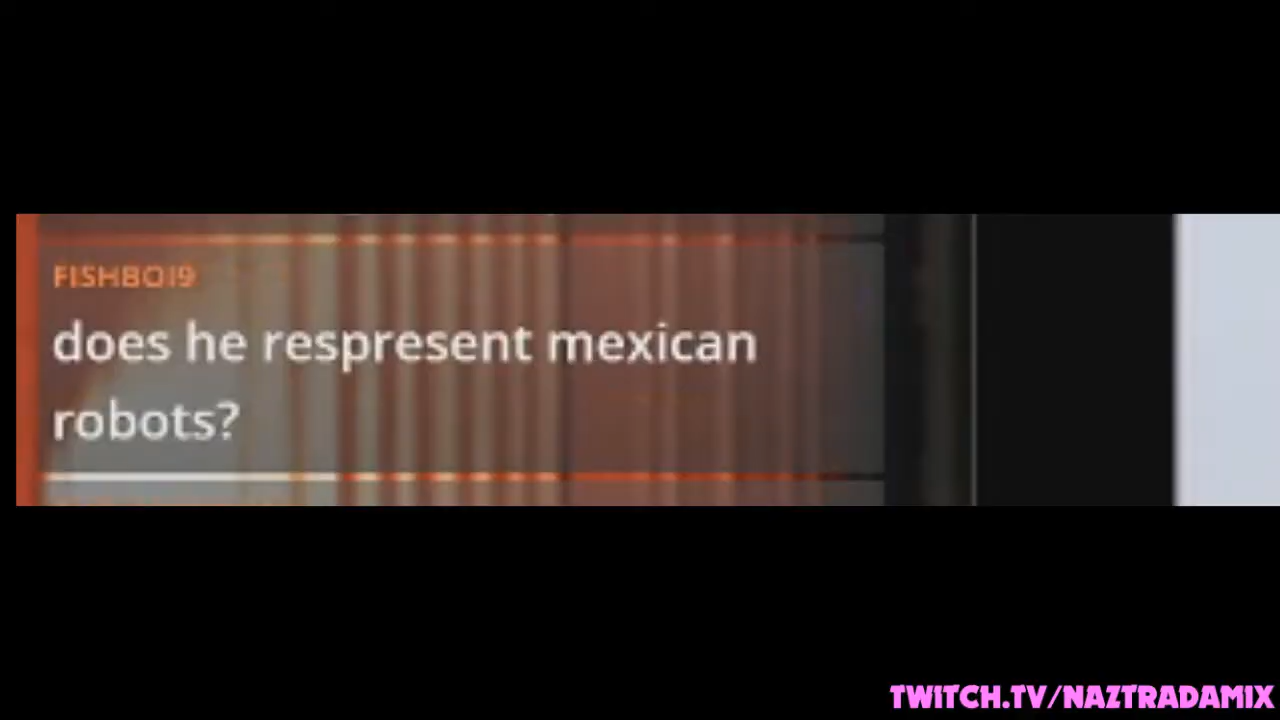 FISHBOI9
does he respresent mexican
robots?
TWITCH.TV/NAZTRADAMIX